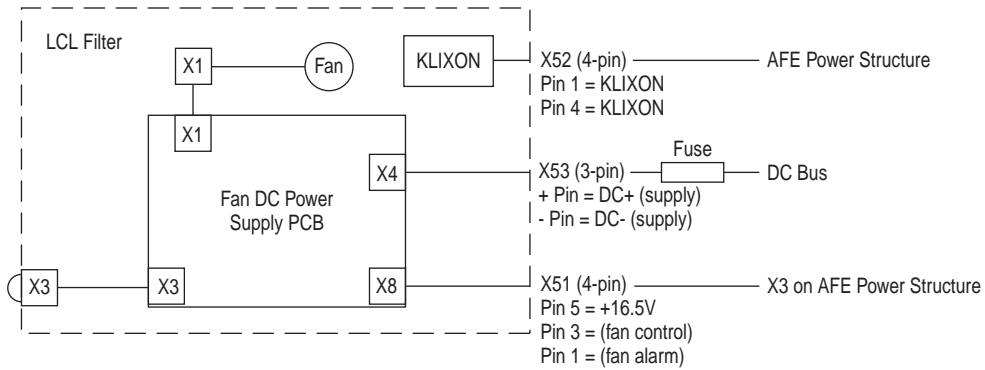 LCL Filter
X1
Fan
KLIXON
X52 (4-pin)
AFE Power Structure
Pin 1 = KLIXON
Pin 4 = KLIXON
X1
Fan DC Power
Supply PCB
X4
X53 (3-pin)
Fuse
DC Bus
+ Pin = DC+ (supply)
- Pin = DC- (supply)
X3
X3
X8
X51 (4-pin)
X3 on AFE Power Structure
Pin 5 = +16.5V
Pin 3 = (fan control)
Pin 1 = (fan alarm)